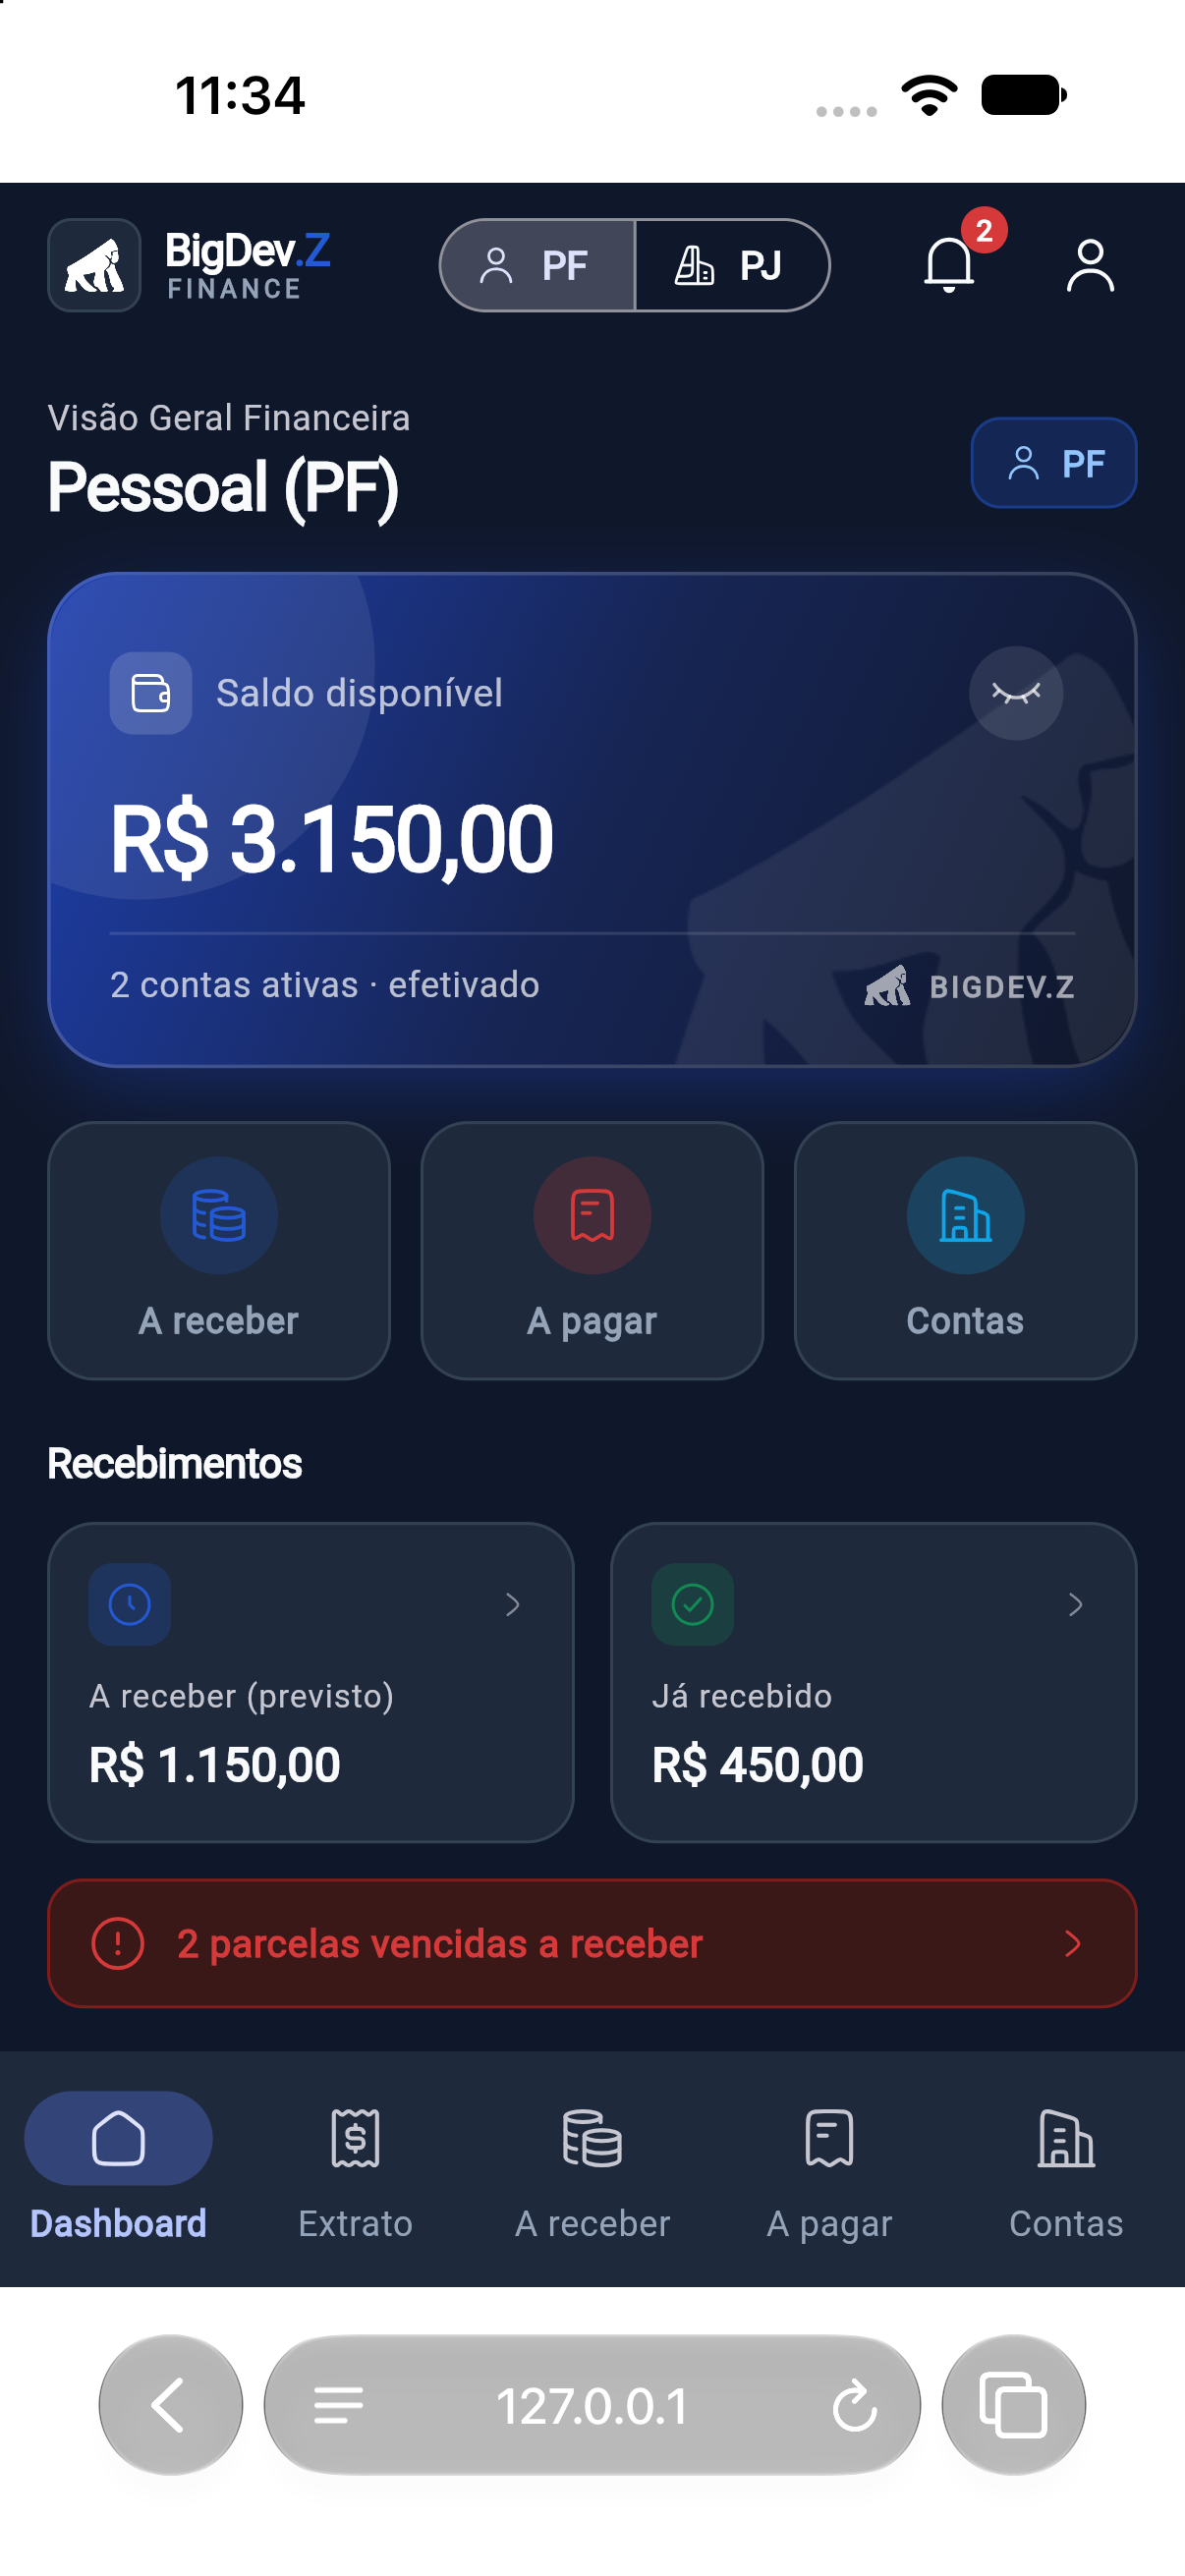 11:34
BigDev.Z
FINANCE
PF
PJ
2
Visão Geral Financeira
Pessoal (PF)
PF
Saldo disponível
R$ 3.150,00
2 contas ativas · efetivado
BIGDEV.Z
A receber
A pagar
Contas
Recebimentos
A receber (previsto)
R$ 1.150,00
Já recebido
R$ 450,00
2 parcelas vencidas a receber
Dashboard
Extrato
A receber
A pagar
Contas
127.0.0.1